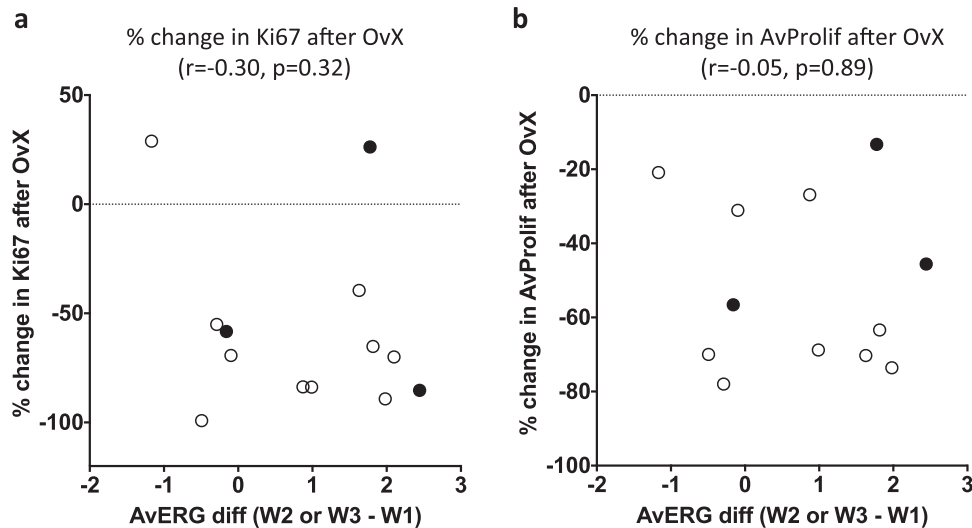 a
% change in Ki67 after OvX
(r=-0.30, p=0.32)
% change in Ki67 after OvX
50
0
-50
-100
-2
-1
0
1
2
3
AvERG diff (W2 or W3 - W1)
b
% change in AvProlif after OvX
(r=-0.05, p=0.89)
% change in AvProlif after OvX
0
-20
-40
-60
-80
-100
-2
-1
0
1
2
3
AvERG diff (W2 or W3 - W1)